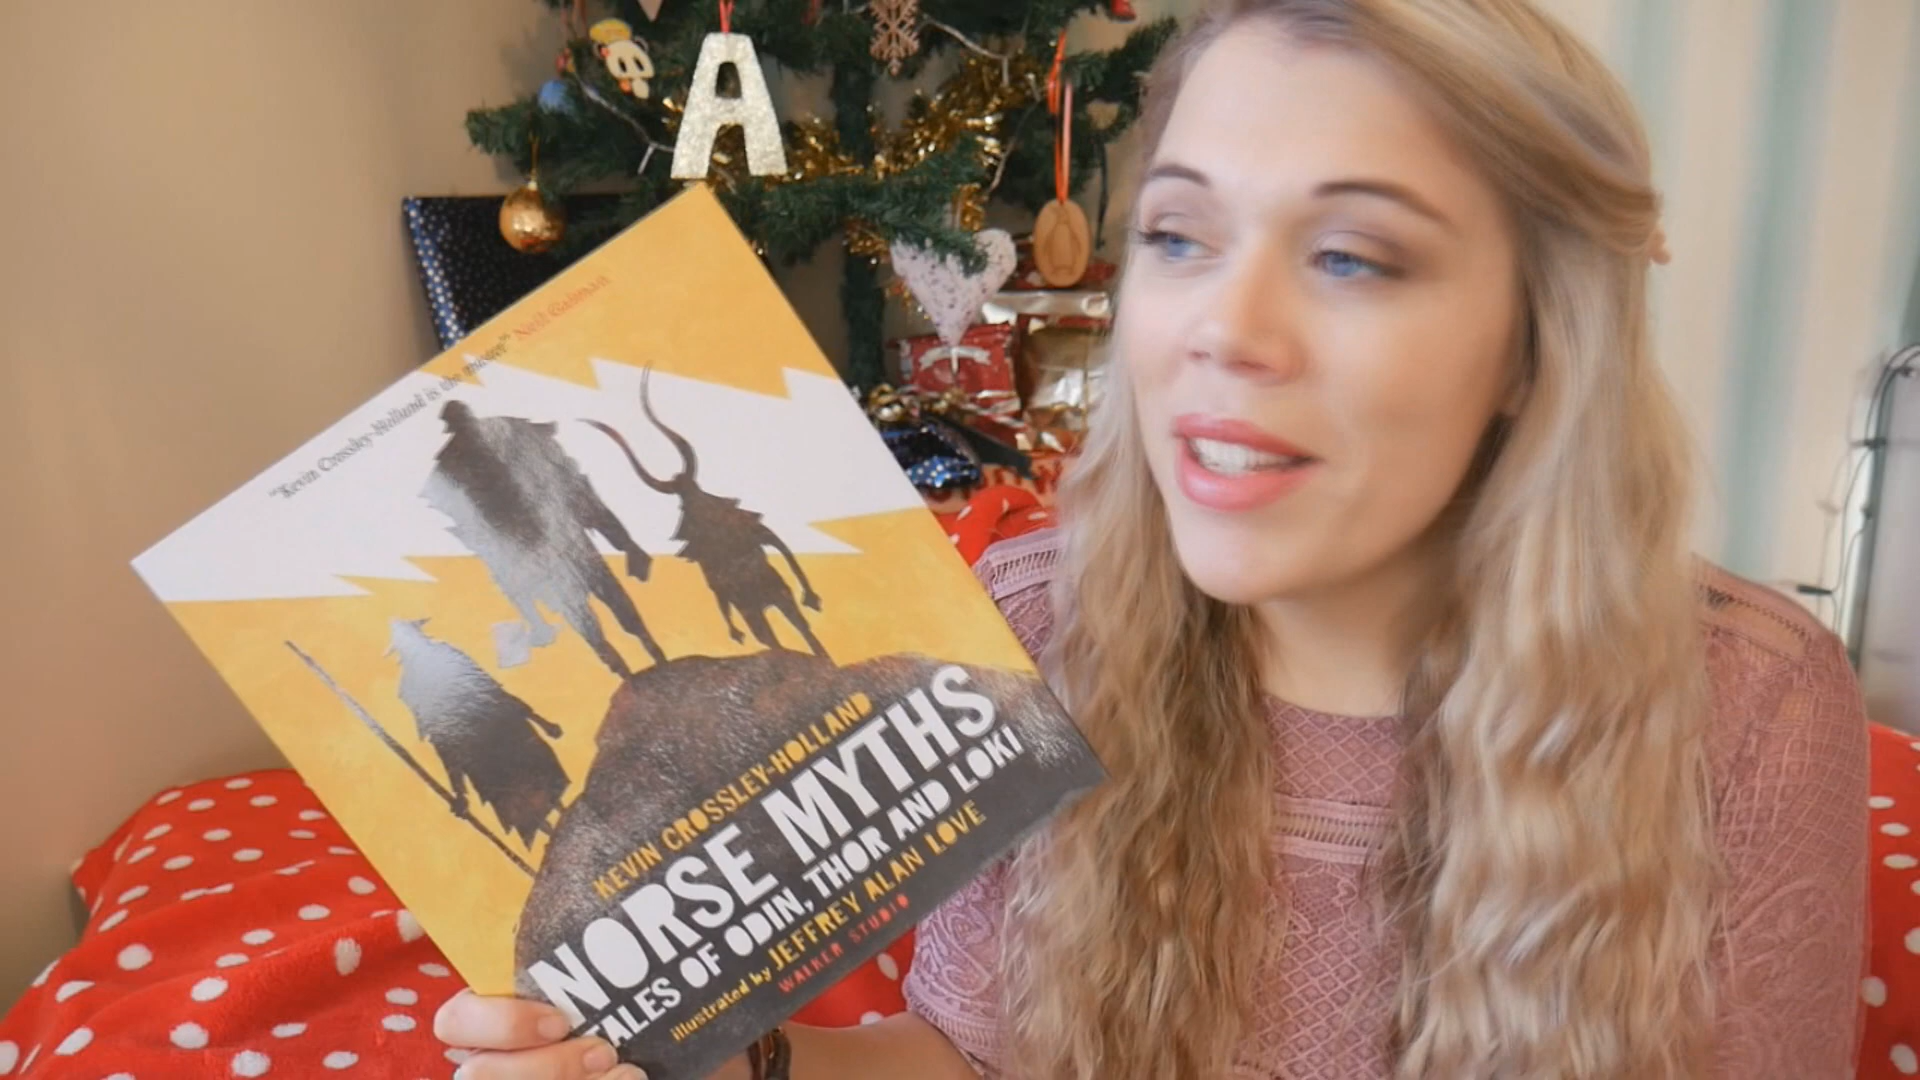 A
"Kevin Crossley-Holland is the master" Neil Gaiman
KEVIN CROSSLEY-HOLLAND
NORSE MYTHS
TALES OF ODIN, THOR AND LOKI
illustrated by JEFFREY ALAN LOVE
WALKER STUDIO